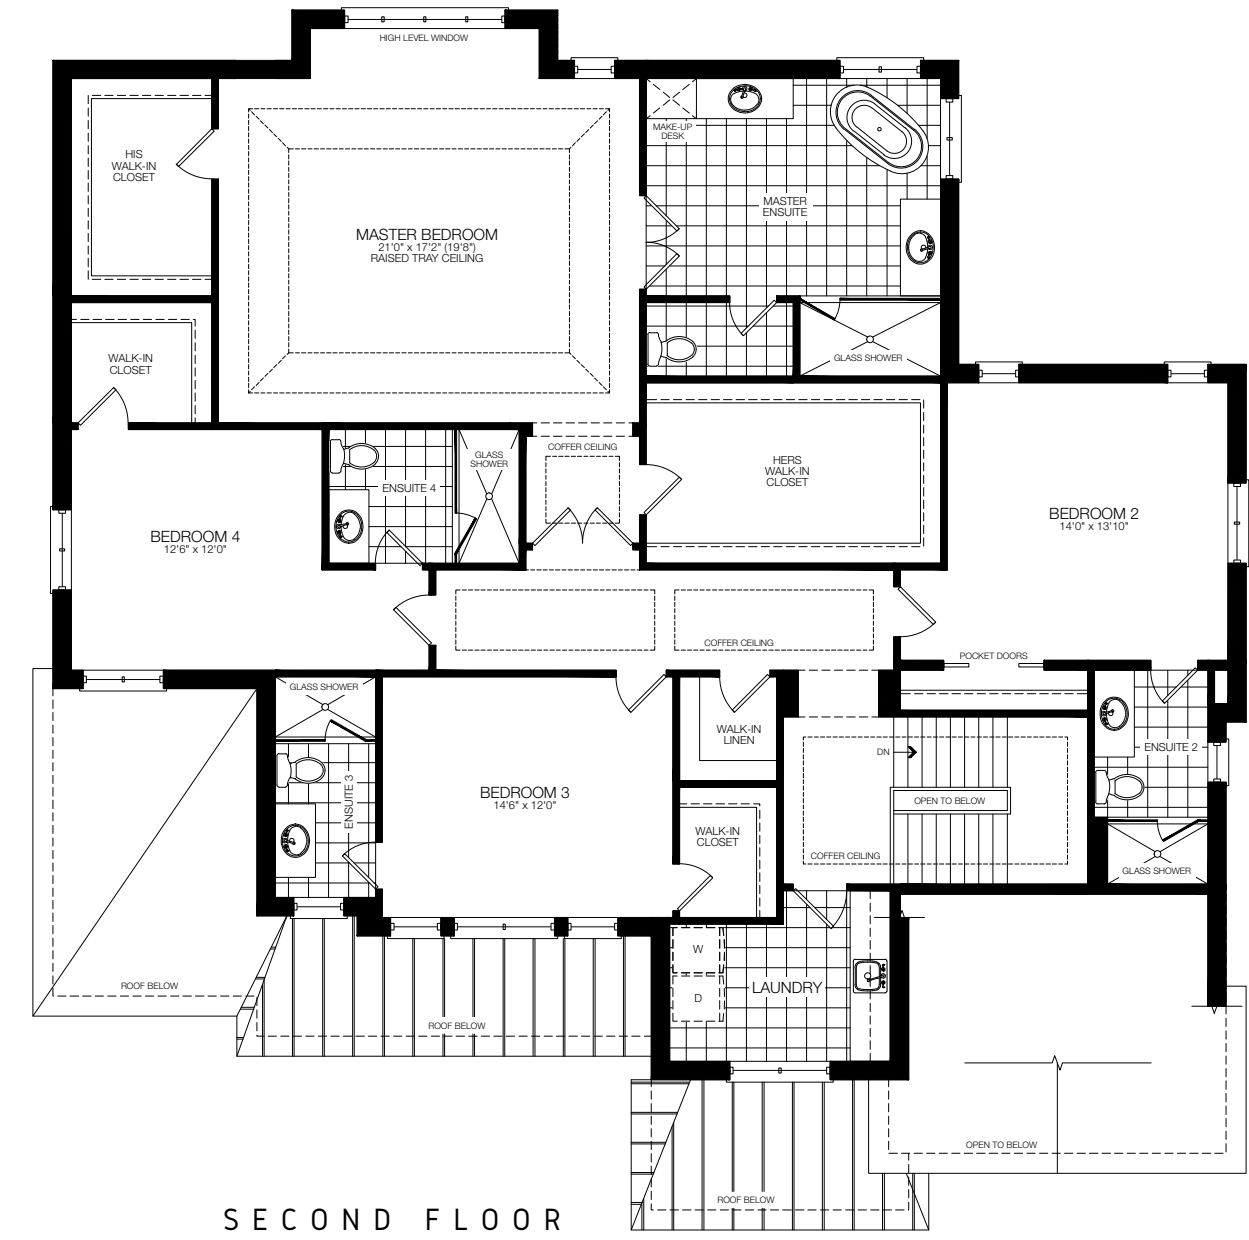 HIGH LEVEL WINDOW
MAKE-UP
DESK
HIS
WALK-IN
CLOSET
MASTER
ENSUITE
MASTER BEDROOM
21'0" x 17'2" (19'8")
RAISED TRAY CEILING
WALK-IN
CLOSET
GLASS SHOWER
COFFER CEILING
GLASS
SHOWER
HERS
WALK-IN
CLOSET
ENSUITE 4
BEDROOM 2
14'0" x 13'10"
BEDROOM 4
12'6" x 12'0"
COFFER CEILING
POCKET DOORS
GLASS SHOWER
WALK-IN
LINEN
DN
ENSUITE 2
BEDROOM 3
14'6" x 12'0"
ENSUITE 3
OPEN TO BELOW
WALK-IN
CLOSET
COFFER CEILING
GLASS SHOWER
W
LAUNDRY
D
ROOF BELOW
ROOF BELOW
OPEN TO BELOW
ROOF BELOW
SECOND FLOOR